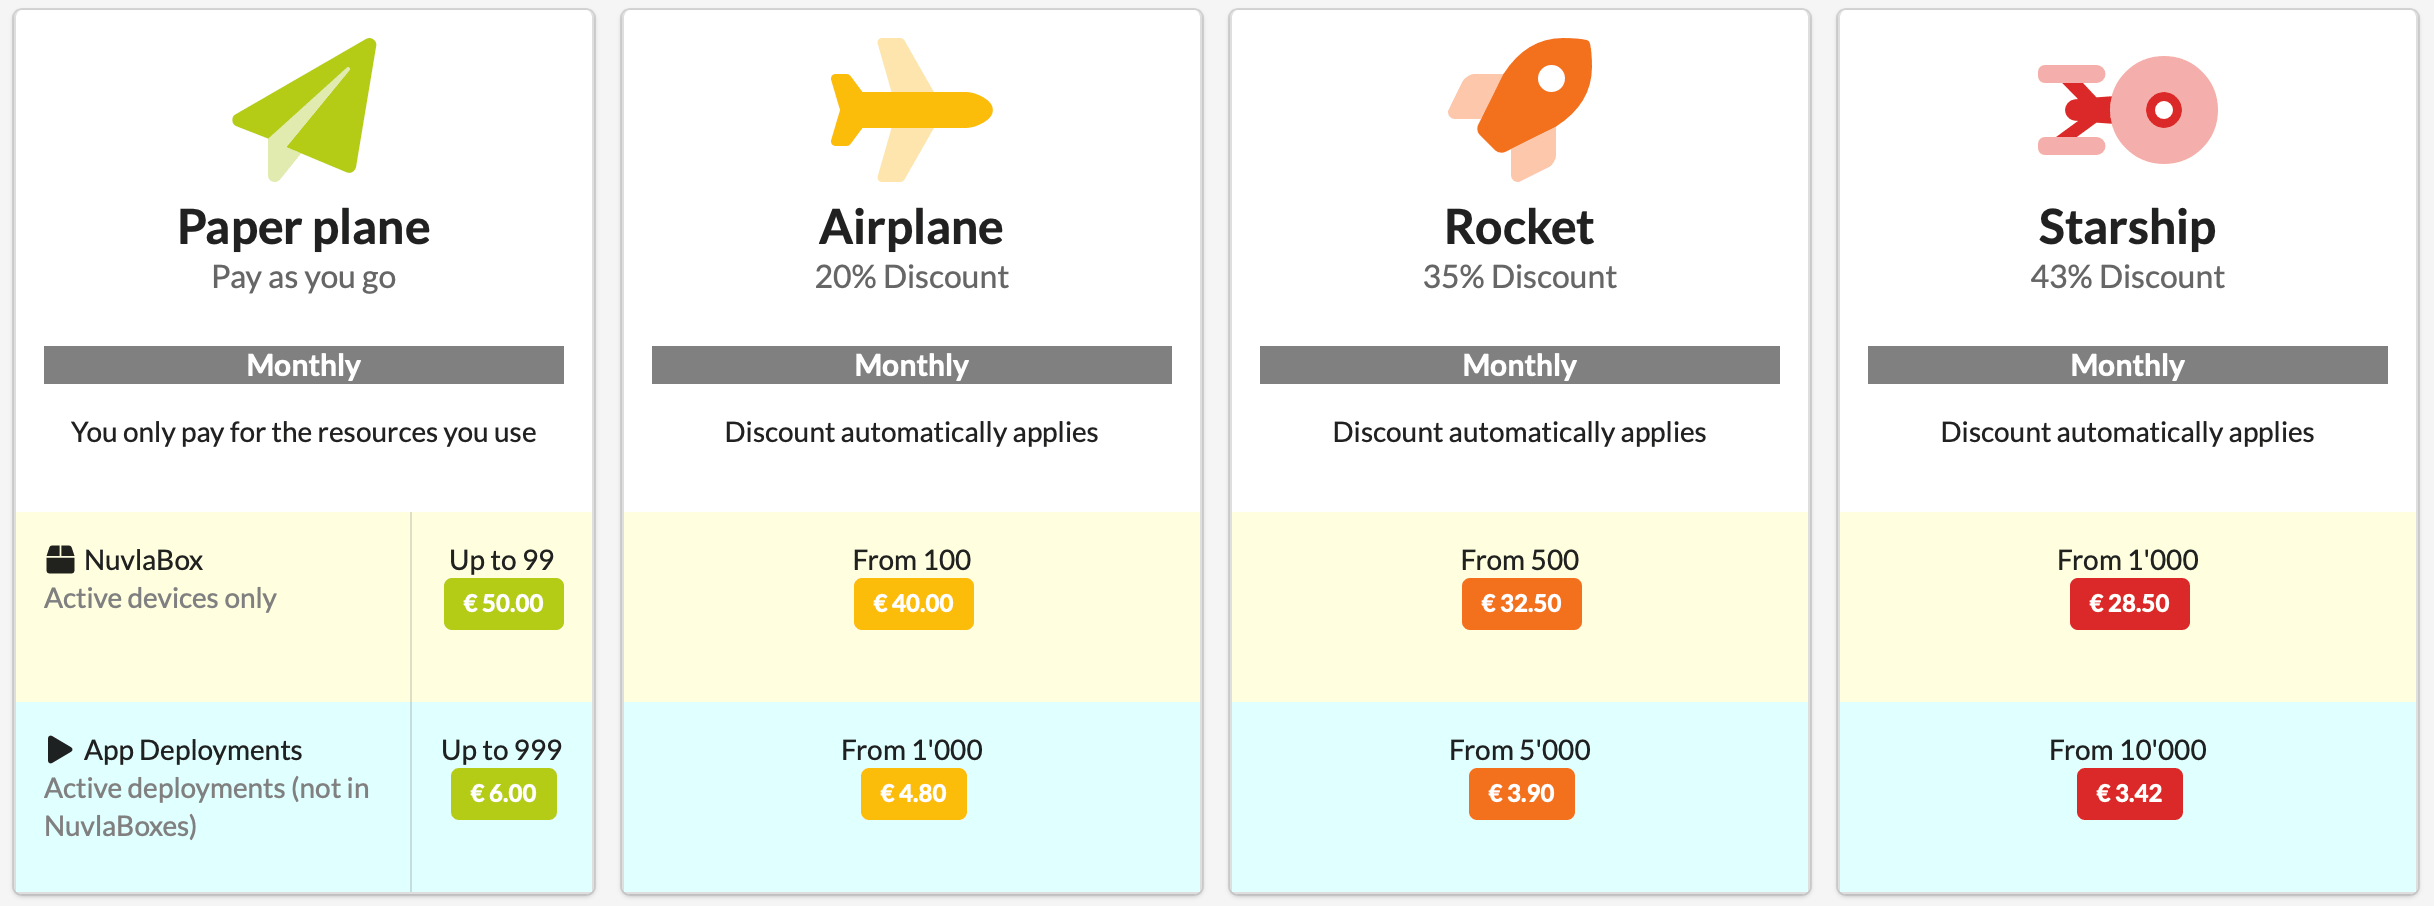 Paper plane
Pay as you go
Monthly
You only pay for the resources you use
NuvlaBox
Active devices only
Up to 99
€ 50.00
App Deployments
Active deployments (not in
NuvlaBoxes)
Up to 999
€ 6.00
Airplane
20% Discount
Monthly
Discount automatically applies
From 100
€ 40.00
From 1'000
€ 4.80
Rocket
35% Discount
Monthly
Discount automatically applies
From 500
€ 32.50
From 5'000
€ 3.90
Starship
43% Discount
Monthly
Discount automatically applies
From 1'000
€ 28.50
From 10'000
€ 3.42